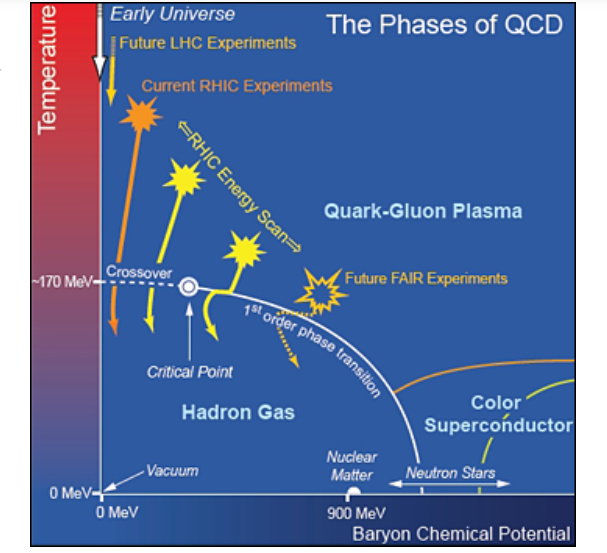 The Phases of QCD
Temperature
Early Universe
Future LHC Experiments
Current RHIC Experiments
⇐RHIC Energy Scan⇒
Quark-Gluon Plasma
Future FAIR Experiments
~170 MeV
Crossover
1st order phase transition
Critical Point
Hadron Gas
Color
Superconductor
Nuclear
Matter
Neutron Stars
Vacuum
0 MeV
0 MeV
900 MeV
Baryon Chemical Potential